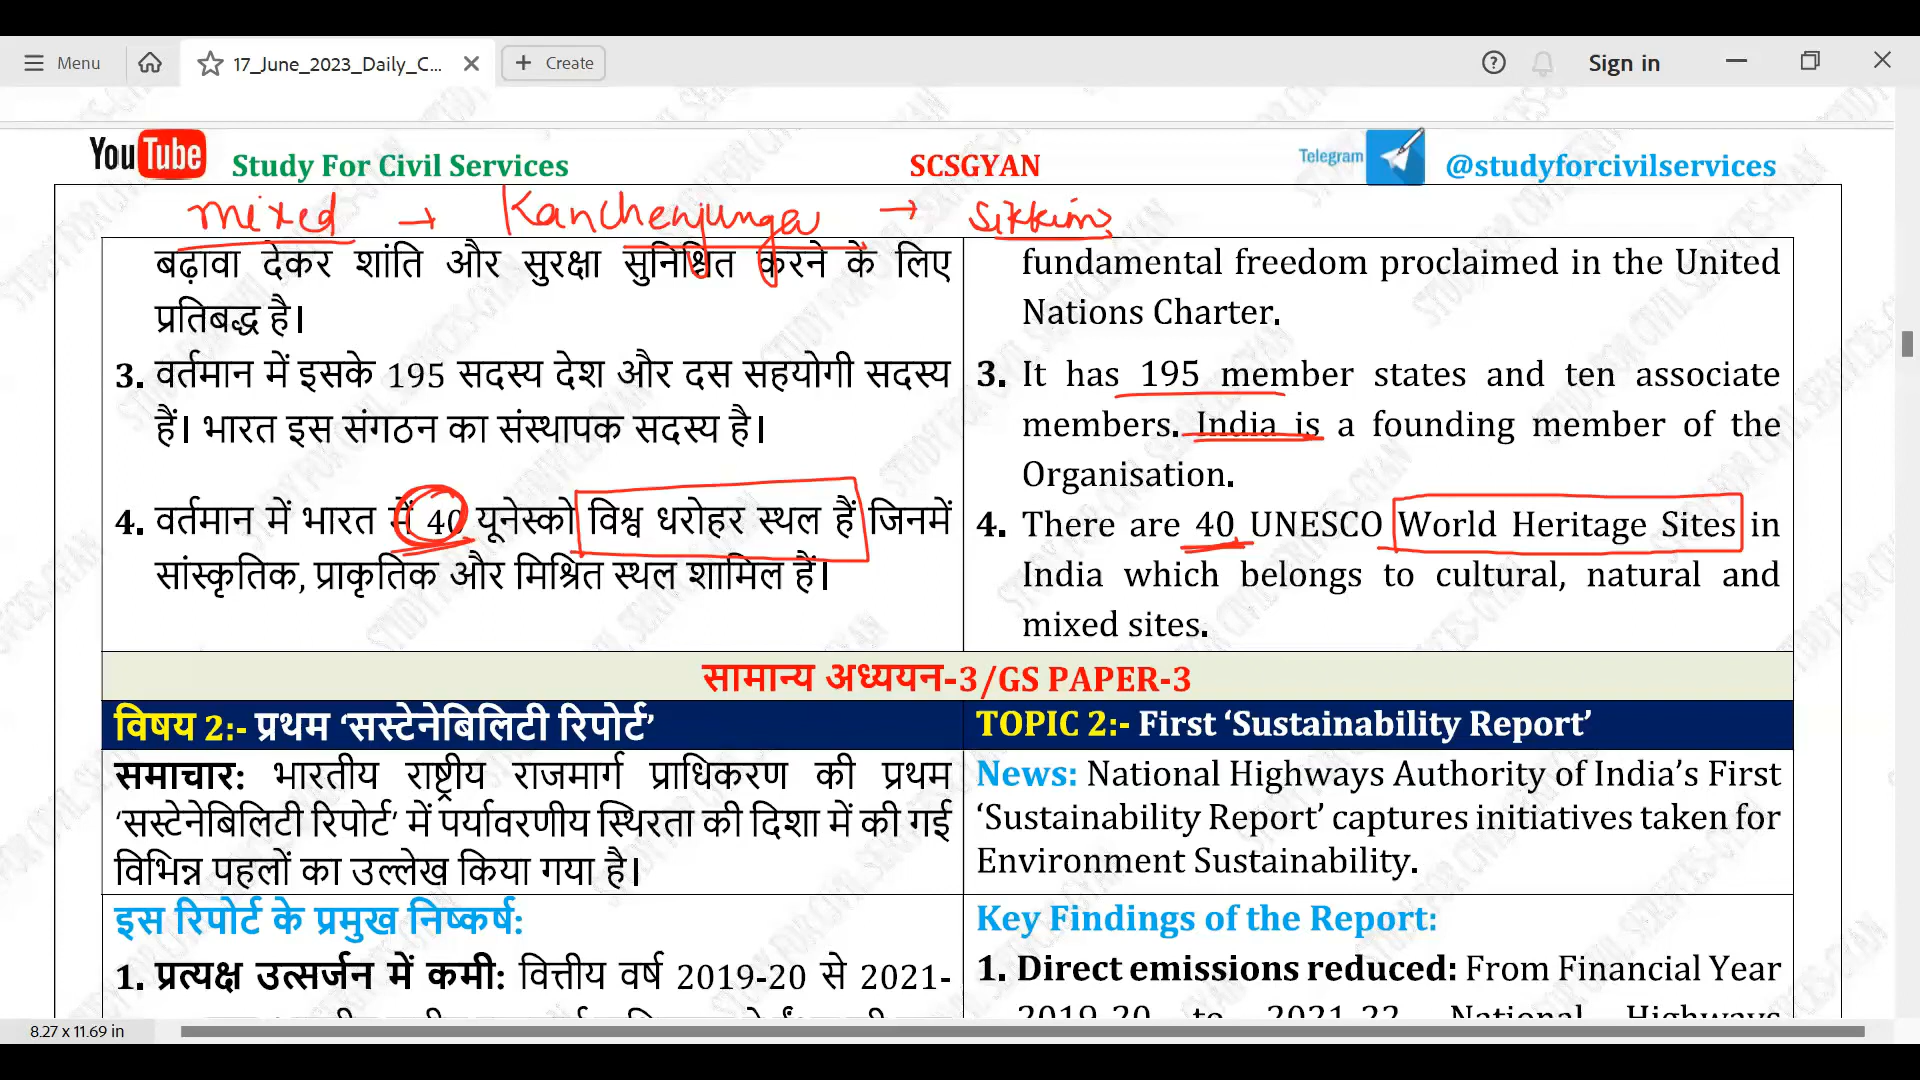 Menu
17_June_2023_Daily_C...
Create
Sign in
YouTube
Study For Civil Services
SCSGYAN
Telegram
@studyforcivilservices
mixed → Kanchenjunga → Sikkim
बढ़ावा देकर शांति और सुरक्षा सुनिश्चित करने के लिए
प्रतिबद्ध है।
3. वर्तमान में इसके 195 सदस्य देश और दस सहयोगी सदस्य
हैं। भारत इस संगठन का संस्थापक सदस्य है।
4. वर्तमान में भारत में 40 यूनेस्को विश्व धरोहर स्थल हैं जिनमें
सांस्कृतिक, प्राकृतिक और मिश्रित स्थल शामिल हैं।
fundamental freedom proclaimed in the United
Nations Charter.
3. It has 195 member states and ten associate
members. India is a founding member of the
Organisation.
4. There are 40 UNESCO World Heritage Sites in
India which belongs to cultural, natural and
mixed sites.
सामान्य अध्ययन-3/GS PAPER-3
विषय 2:- प्रथम ‘सस्टेनेबिलिटी रिपोर्ट’
TOPIC 2:- First ‘Sustainability Report’
समाचार: भारतीय राष्ट्रीय राजमार्ग प्राधिकरण की प्रथम
‘सस्टेनेबिलिटी रिपोर्ट’ में पर्यावरणीय स्थिरता की दिशा में की गई
विभिन्न पहलों का उल्लेख किया गया है।
News: National Highways Authority of India’s First
‘Sustainability Report’ captures initiatives taken for
Environment Sustainability.
इस रिपोर्ट के प्रमुख निष्कर्ष:
1. प्रत्यक्ष उत्सर्जन में कमी: वित्तीय वर्ष 2019-20 से 2021-
Key Findings of the Report:
1. Direct emissions reduced: From Financial Year
2019-20 to 2021-22, National Highways
8.27 x 11.69 in